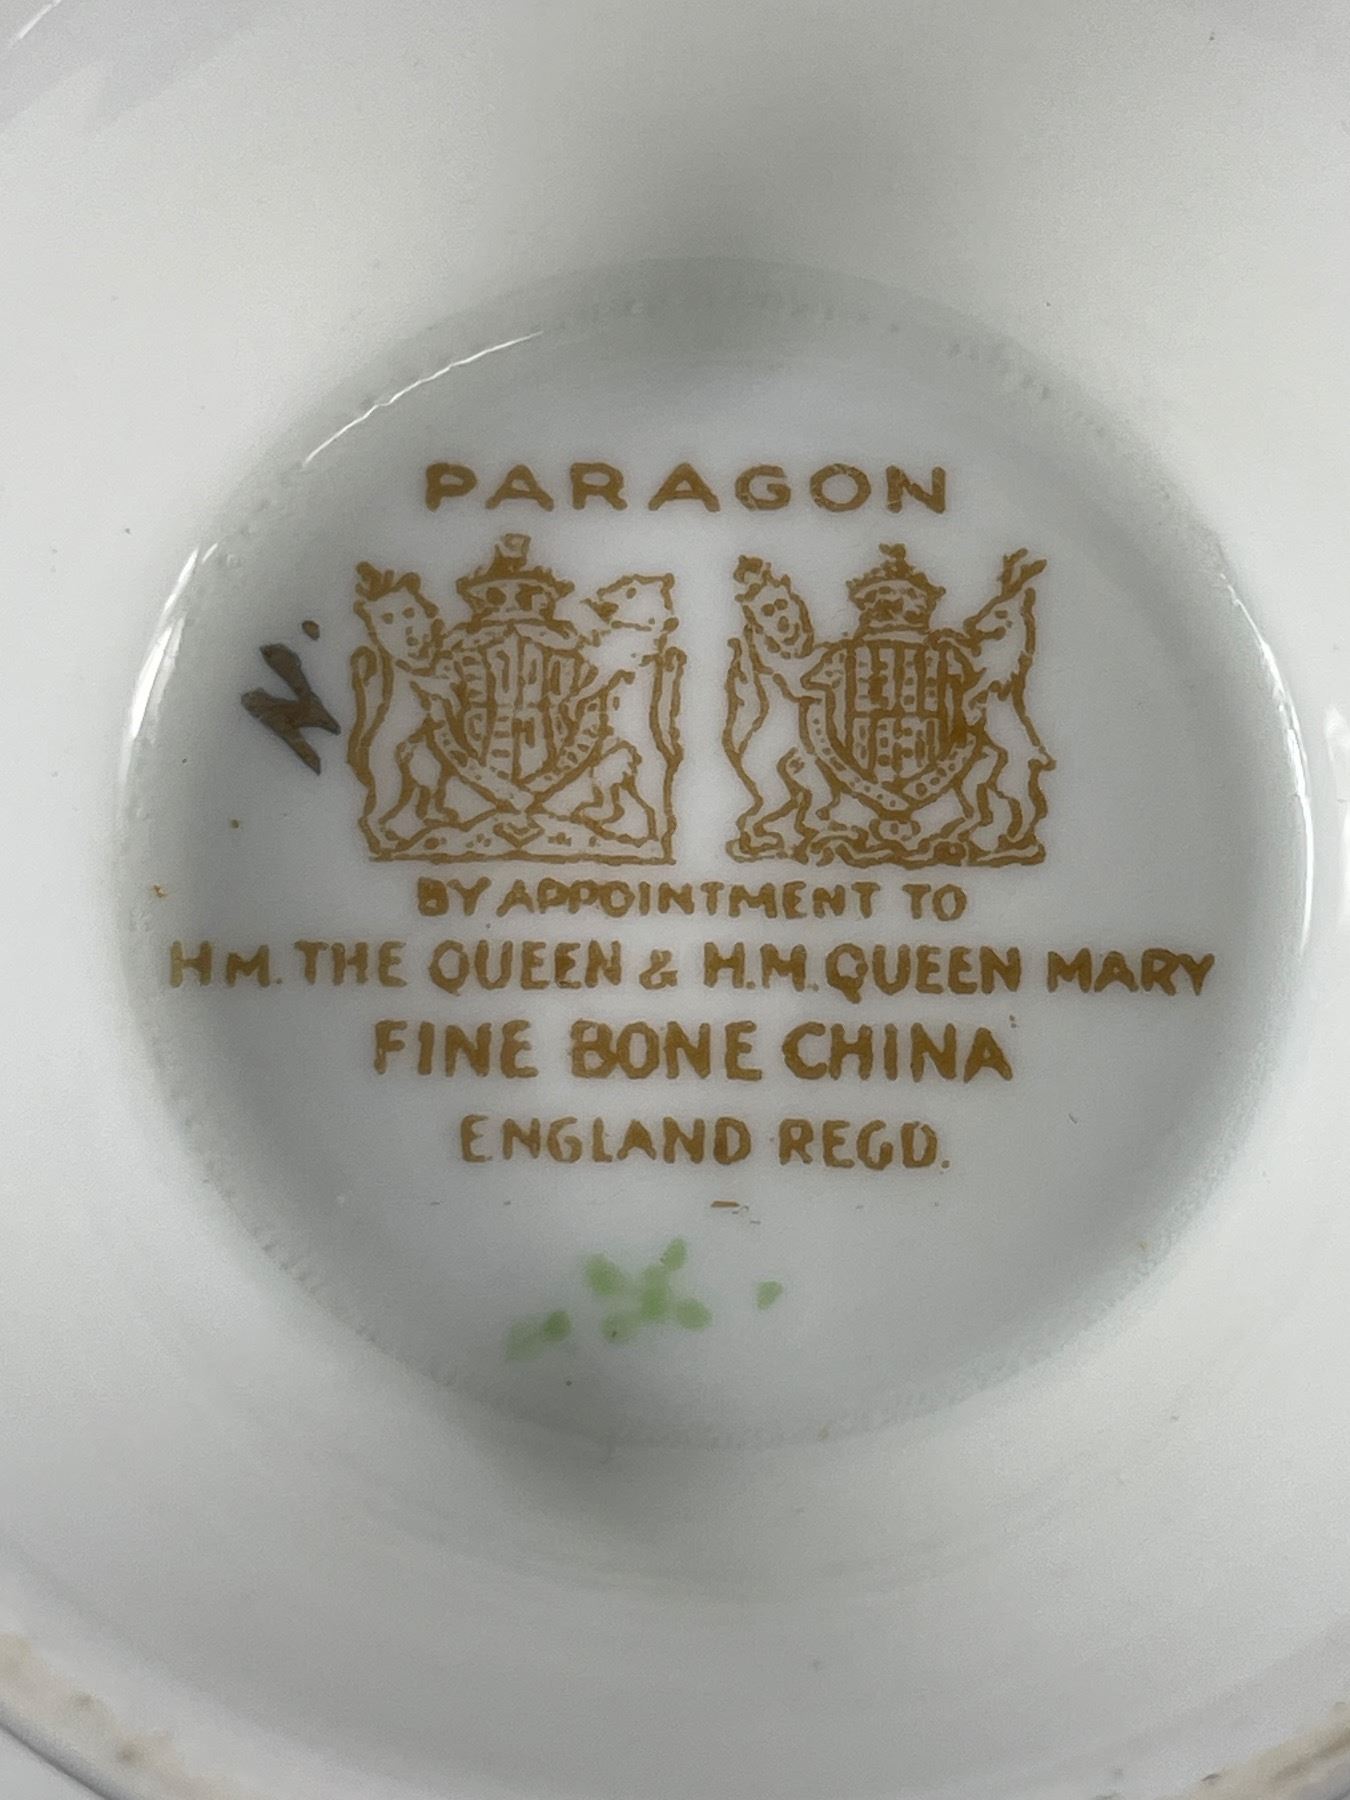 PARAGON
N.
BY APPOINTMENT TO
H.M. THE QUEEN & H.M. QUEEN MARY
FINE BONE CHINA
ENGLAND REGD.